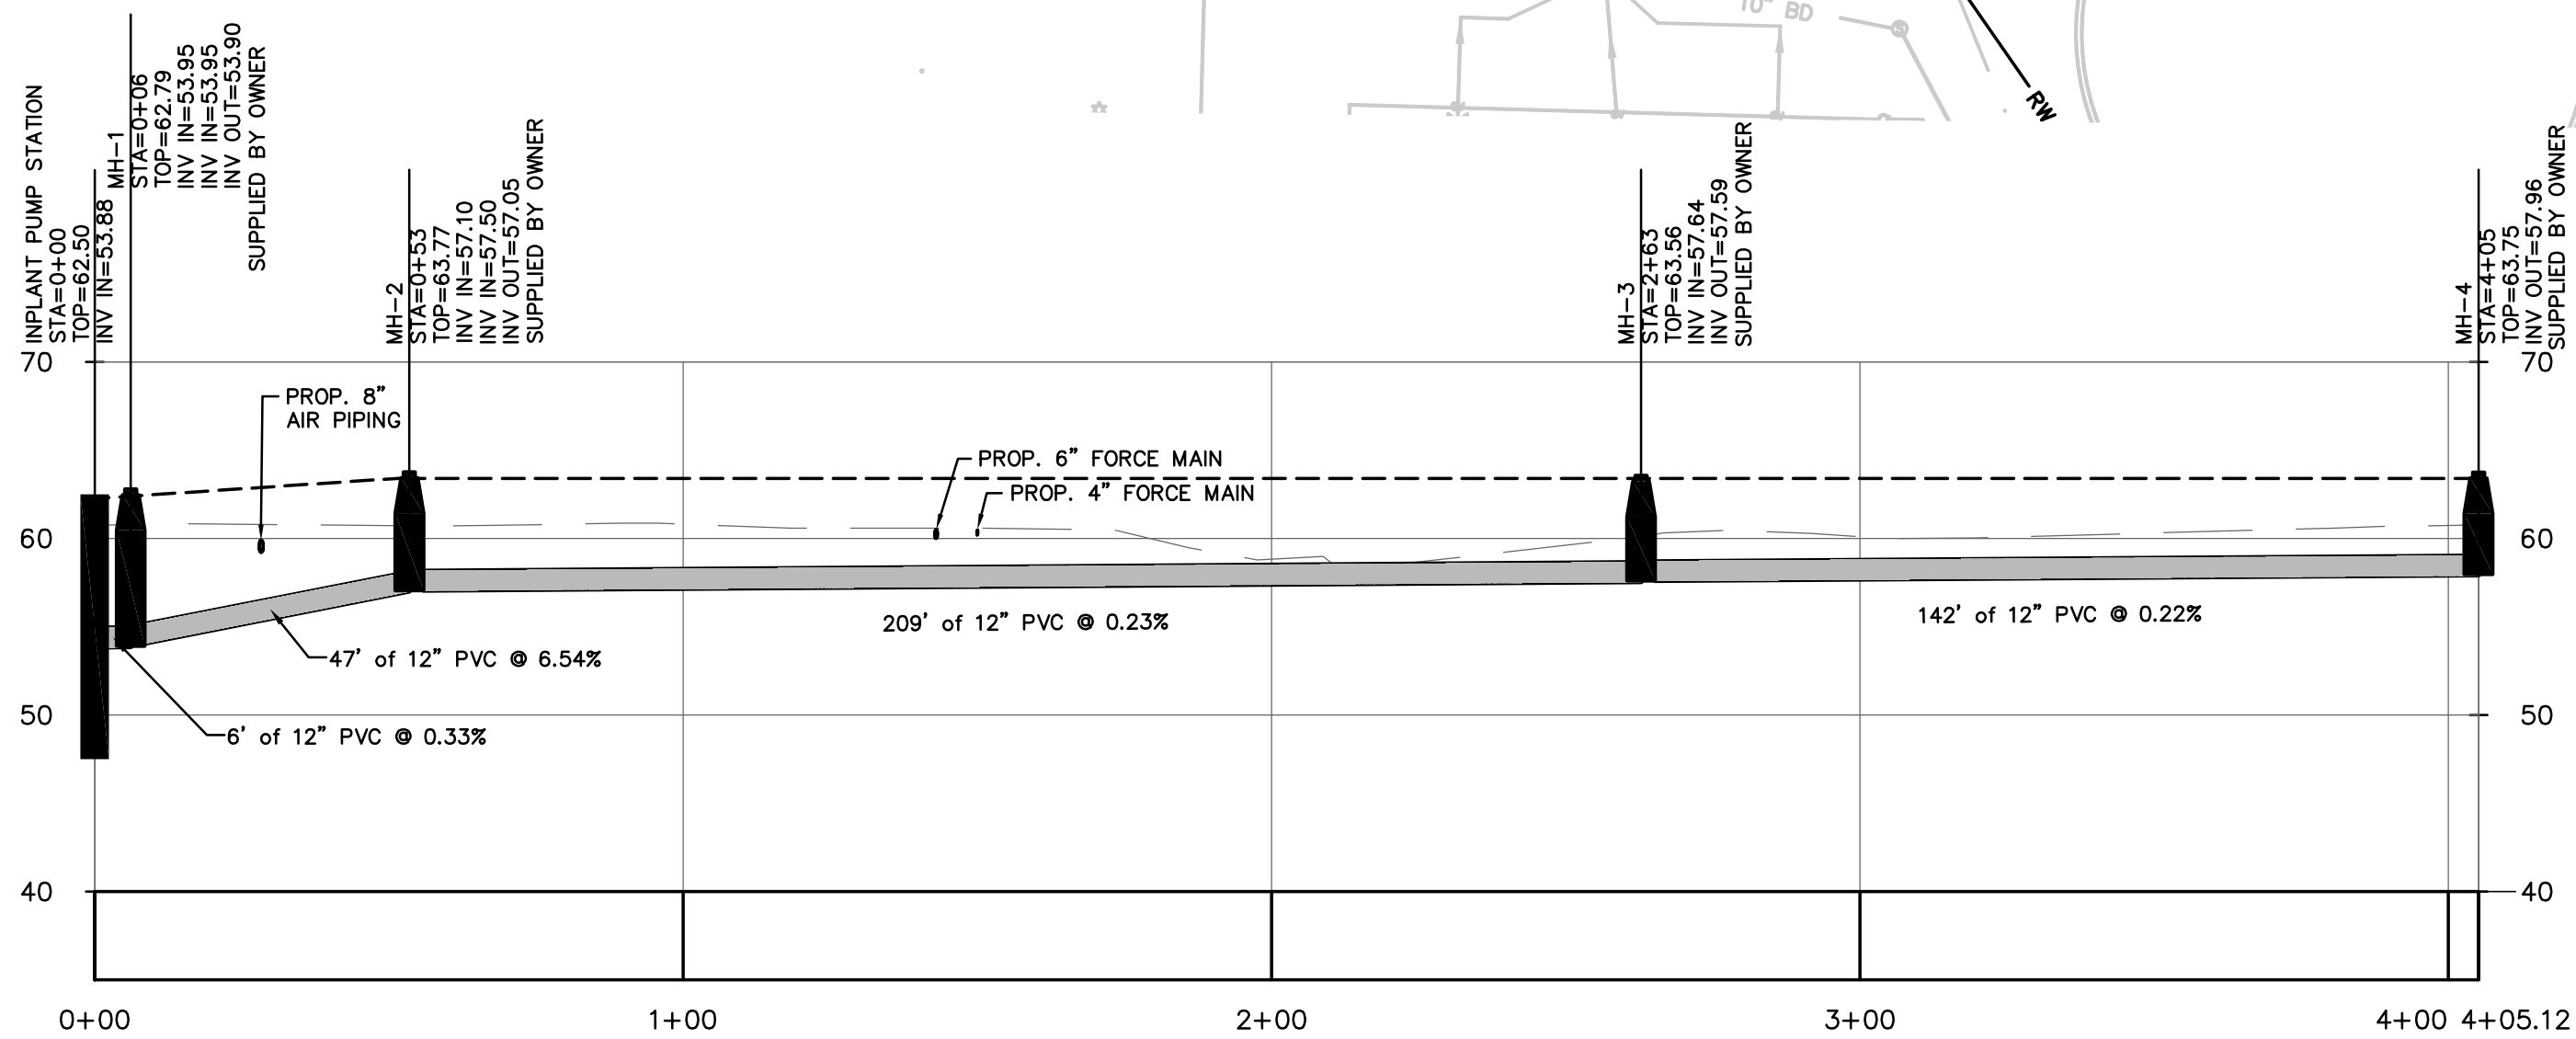 10" BD
RW
INPLANT PUMP STATION
STA=0+00
TOP=62.50
INV IN=53.88
MH-1
STA=0+06
TOP=62.79
INV IN=53.95
INV IN=53.95
INV OUT=53.90
SUPPLIED BY OWNER
MH-2
STA=0+53
TOP=63.77
INV IN=57.10
INV IN=57.50
INV OUT=57.05
SUPPLIED BY OWNER
MH-3
STA=2+63
TOP=63.56
INV IN=57.64
INV OUT=57.59
SUPPLIED BY OWNER
MH-4
STA=4+05
TOP=63.75
INV OUT=57.96
SUPPLIED BY OWNER
70
70
PROP. 8"
AIR PIPING
PROP. 6" FORCE MAIN
PROP. 4" FORCE MAIN
60
60
209' of 12" PVC @ 0.23%
142' of 12" PVC @ 0.22%
47' of 12" PVC @ 6.54%
50
50
6' of 12" PVC @ 0.33%
40
40
0+00
1+00
2+00
3+00
4+00
4+05.12